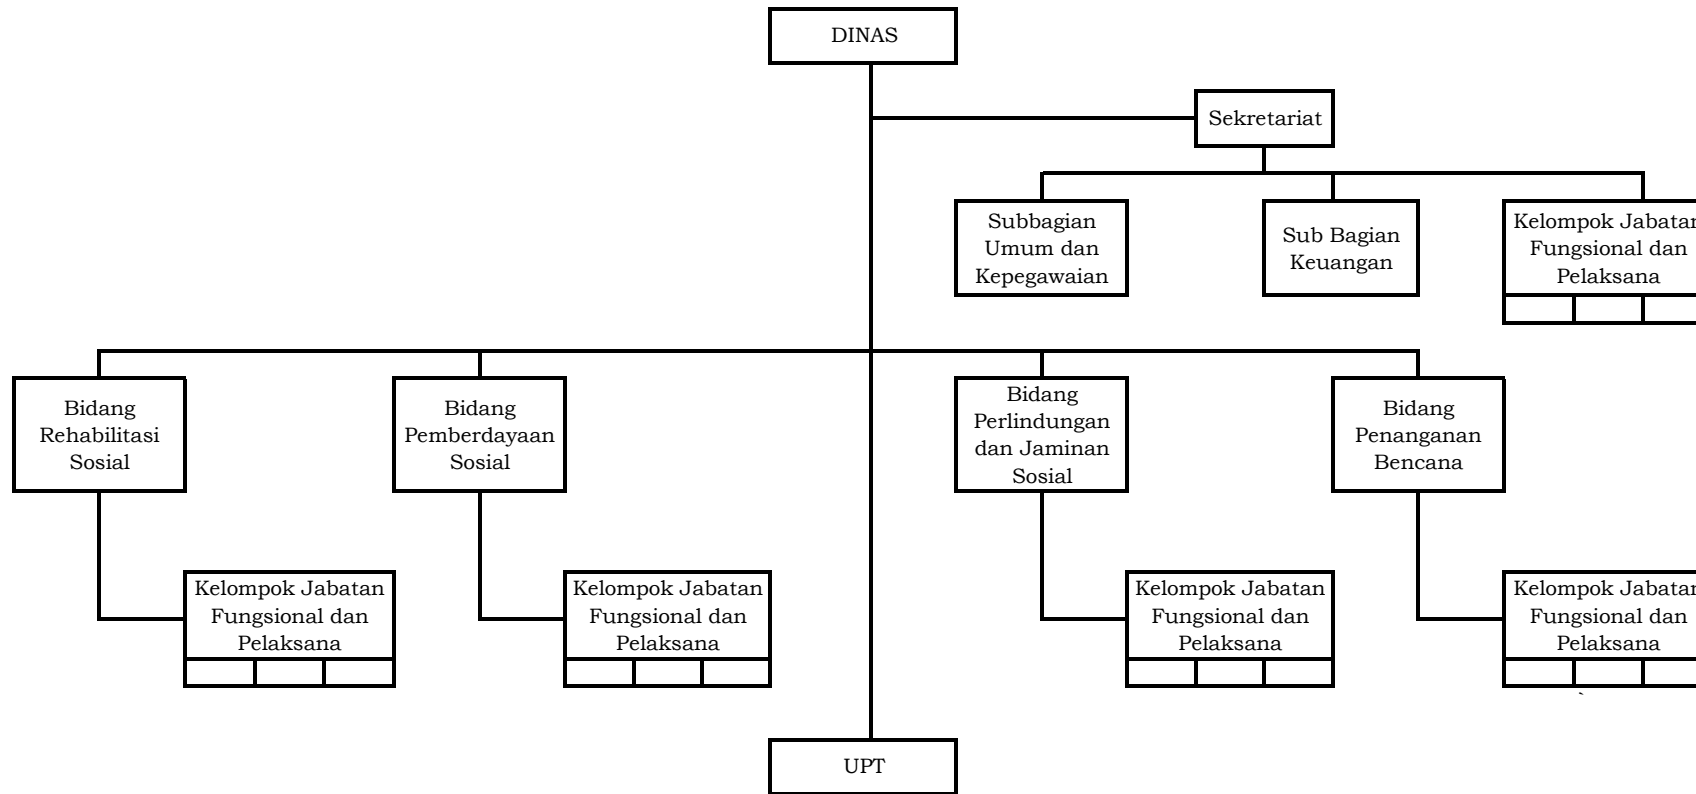 DINAS
Sekretariat
Subbagian
Umum dan
Kepegawaian
Sub Bagian
Keuangan
Kelompok Jabatan
Fungsional dan
Pelaksana
Bidang
Rehabilitasi
Sosial
Bidang
Pemberdayaan
Sosial
Bidang
Perlindungan
dan Jaminan
Sosial
Bidang
Penanganan
Bencana
Kelompok Jabatan
Fungsional dan
Pelaksana
Kelompok Jabatan
Fungsional dan
Pelaksana
Kelompok Jabatan
Fungsional dan
Pelaksana
Kelompok Jabatan
Fungsional dan
Pelaksana
`
UPT